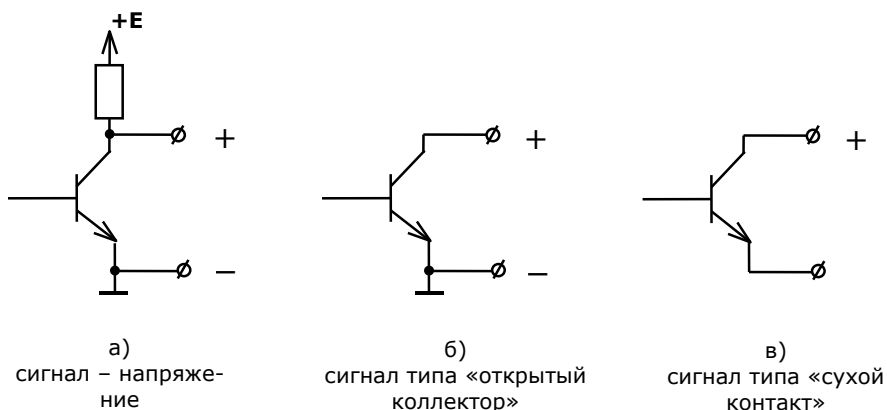 +E
+
+
+
−
−
а)
сигнал – напряже-
ние
б)
сигнал типа «открытый
коллектор»
в)
сигнал типа «сухой
контакт»